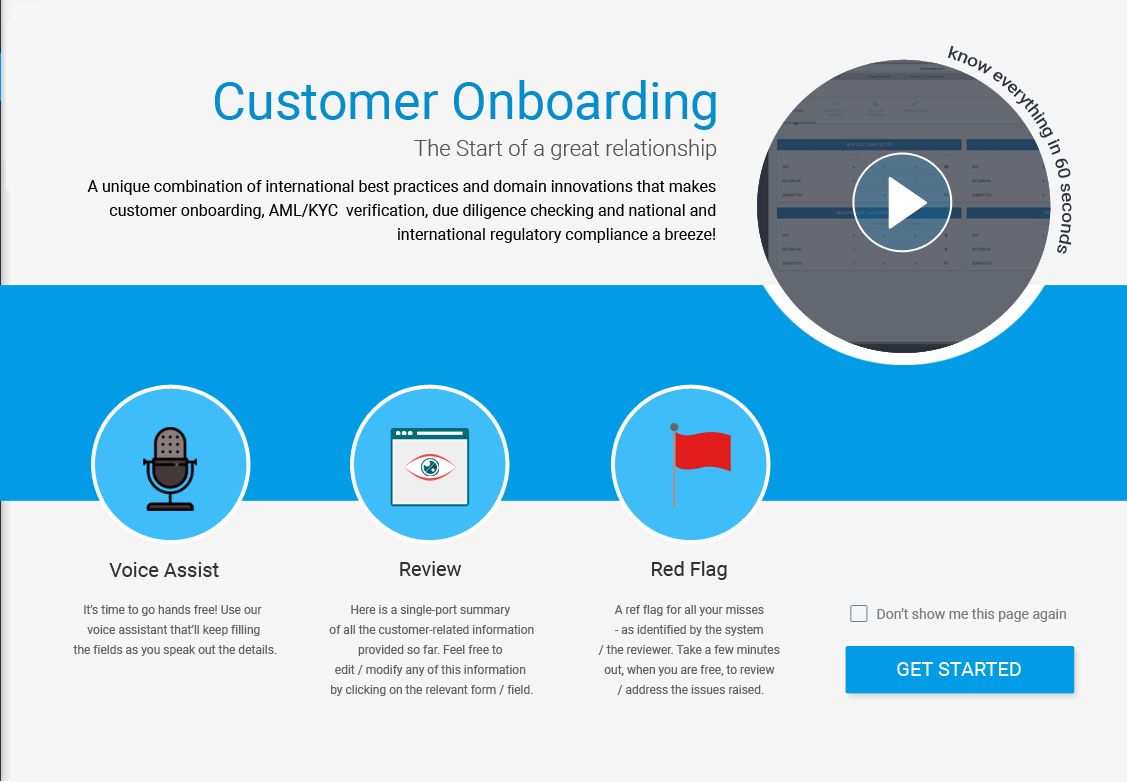 Customer Onboarding
The Start of a great relationship
A unique combination of international best practices and domain innovations that makes
customer onboarding, AML/KYC verification, due diligence checking and national and
international regulatory compliance a breeze!
know everything in 60 seconds
Voice Assist
It's time to go hands free! Use our
voice assistant that'll keep filling
the fields as you speak out the details.
Review
Here is a single-port summary
of all the customer-related information
provided so far. Feel free to
edit / modify any of this information
by clicking on the relevant form / field.
Red Flag
A ref flag for all your misses
- as identified by the system
/ the reviewer. Take a few minutes
out, when you are free, to review
/ address the issues raised.
Don't show me this page again
GET STARTED